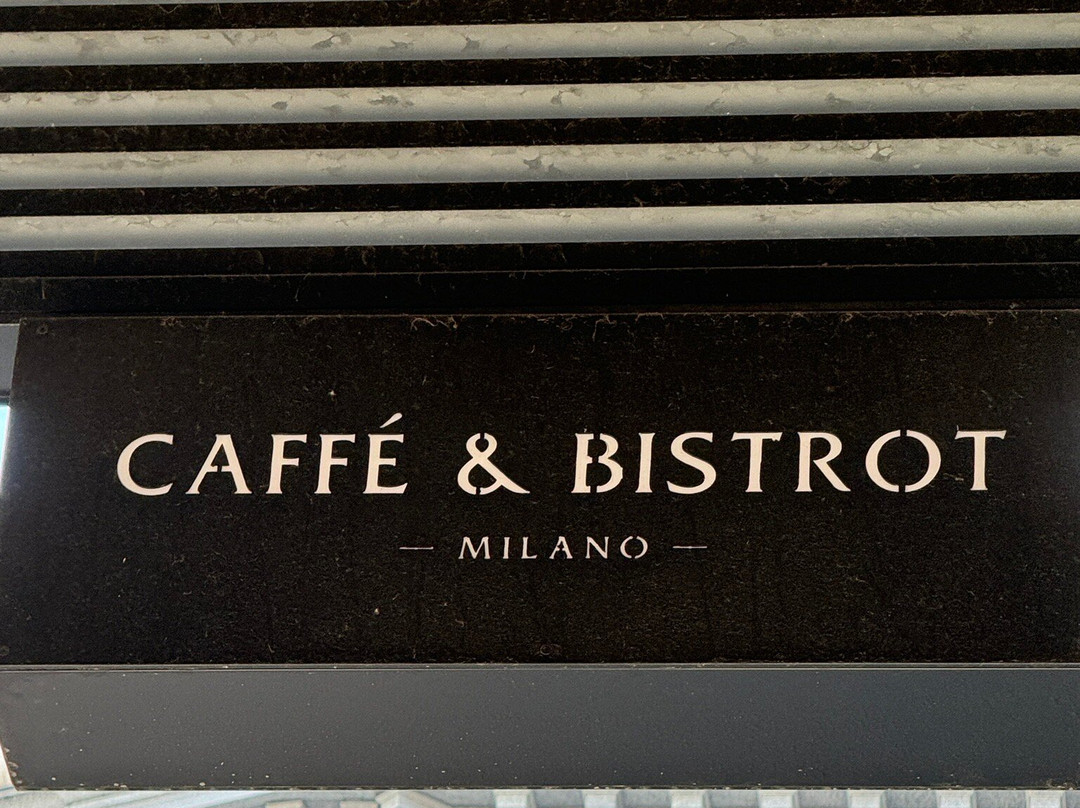 CAFFÉ & BISTROT
— MILANO —